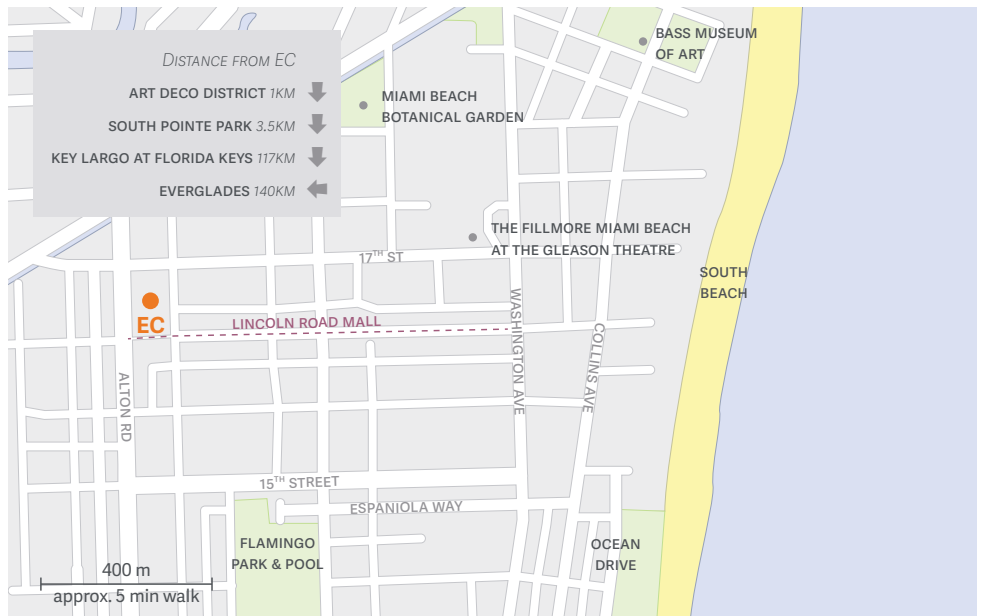 BASS MUSEUM
OF ART
DISTANCE FROM EC
ART DECO DISTRICT 1KM
SOUTH POINTE PARK 3.5KM
KEY LARGO AT FLORIDA KEYS 117KM
EVERGLADES 140KM
MIAMI BEACH
BOTANICAL GARDEN
THE FILLMORE MIAMI BEACH
AT THE GLEASON THEATRE
17TH ST
SOUTH
BEACH
EC
LINCOLN ROAD MALL
WASHINGTON AVE
COLLINS AVE
ALTON RD
15TH STREET
ESPANIOLA WAY
FLAMINGO
PARK & POOL
OCEAN
DRIVE
400 m
approx. 5 min walk